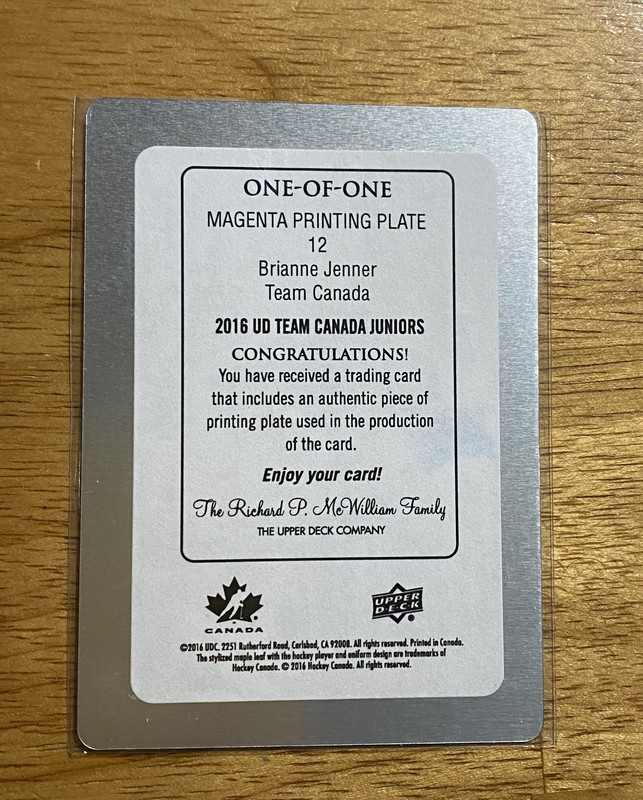 ONE-OF-ONE
MAGENTA PRINTING PLATE
12
Brianne Jenner
Team Canada
2016 UD TEAM CANADA JUNIORS
CONGRATULATIONS!
You have received a trading card
that includes an authentic piece of
printing plate used in the production
of the card.
Enjoy your card!
The Richard P. McWilliam Family
THE UPPER DECK COMPANY
CANADA
UPPER
D·E·C·K
©2016 UDC. 2251 Rutherford Road, Carlsbad, CA 92008. All rights reserved. Printed in Canada.
The stylized maple leaf with the hockey player and uniform design are trademarks of
Hockey Canada. © 2016 Hockey Canada. All rights reserved.